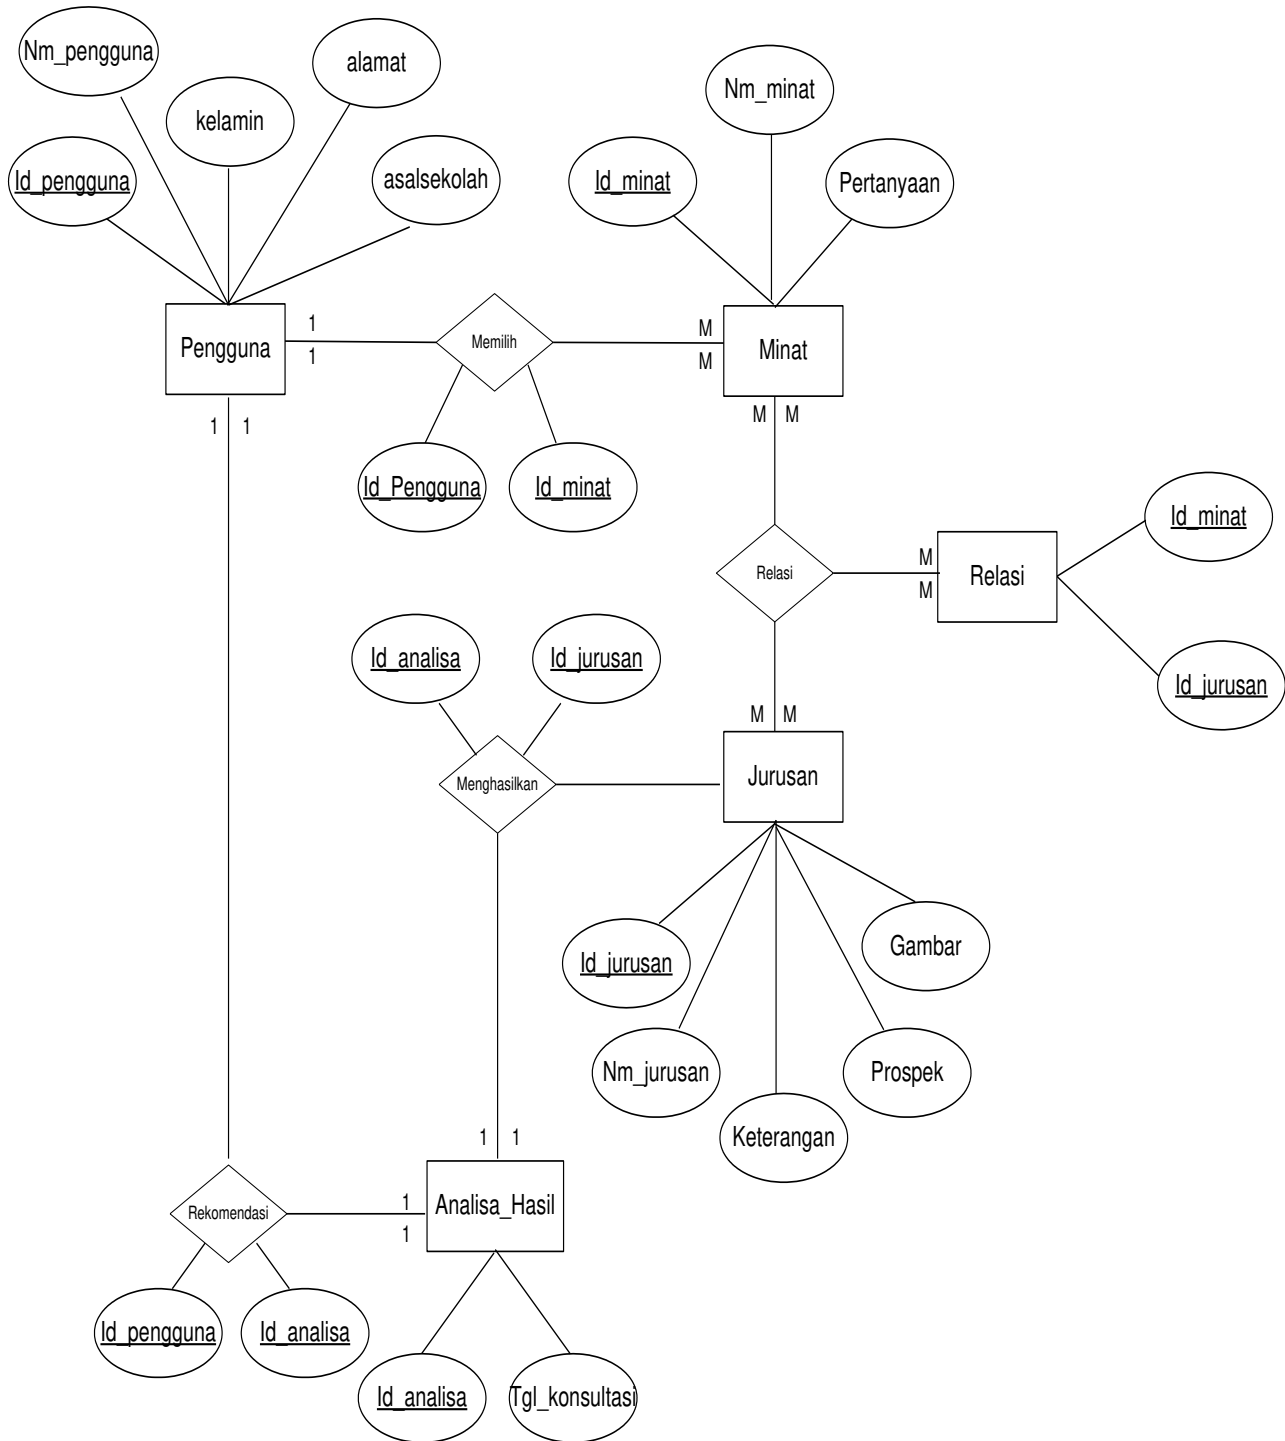 Nm_pengguna
alamat
kelamin
Id_pengguna
asalsekolah
Nm_minat
Id_minat
Pertanyaan
Pengguna
1
1
Memilih
M
M
Minat
1 1
M M
Id_Pengguna
Id_minat
Id_minat
Relasi
M
M
Relasi
Id_jurusan
Id_analisa
Id_jurusan
M M
Menghasilkan
Jurusan
Gambar
Id_jurusan
Nm_jurusan
Prospek
Keterangan
1 1
Rekomendasi
1
1
Analisa_Hasil
Id_pengguna
Id_analisa
Id_analisa
Tgl_konsultasi